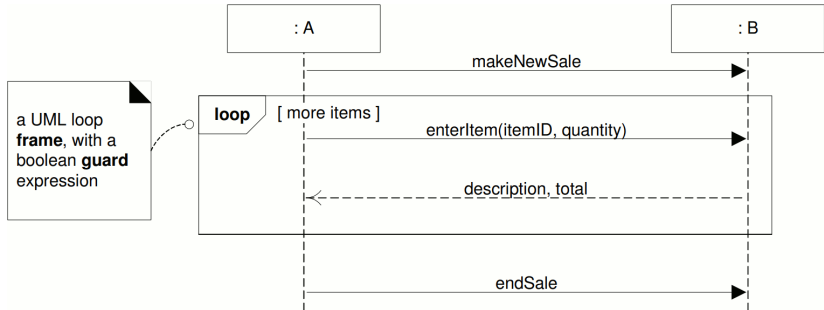 : A
: B
makeNewSale
a UML loop
frame, with a
boolean guard
expression
loop
[ more items ]
enterItem(itemID, quantity)
description, total
endSale